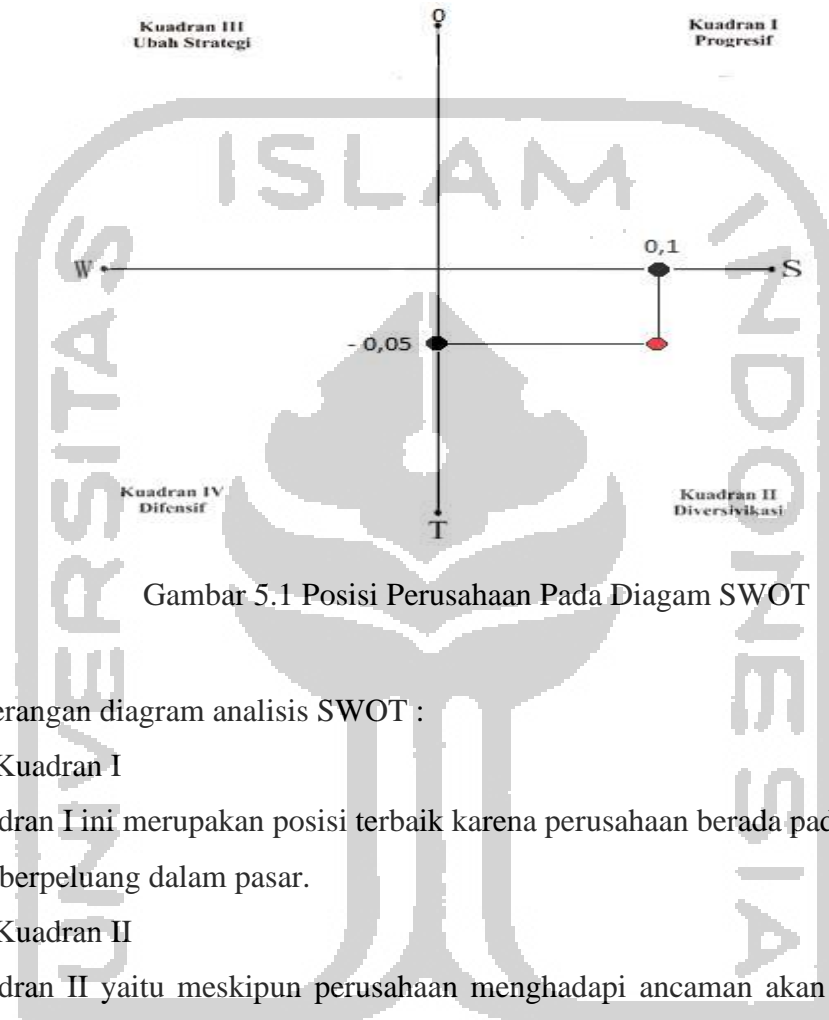 O
Kuadran III
Ubah Strategi
Kuadran I
Progresif
ISLAM
UNIVERSITAS
INDONESIA
0,1
W
S
- 0,05
Kuadran IV
Difensif
Kuadran II
Diversivikasi
T
Gambar 5.1 Posisi Perusahaan Pada Diagam SWOT
erangan diagram analisis SWOT :
Kuadran I
dran I ini merupakan posisi terbaik karena perusahaan berada pad
berpeluang dalam pasar.
Kuadran II
dran II yaitu meskipun perusahaan menghadapi ancaman akan